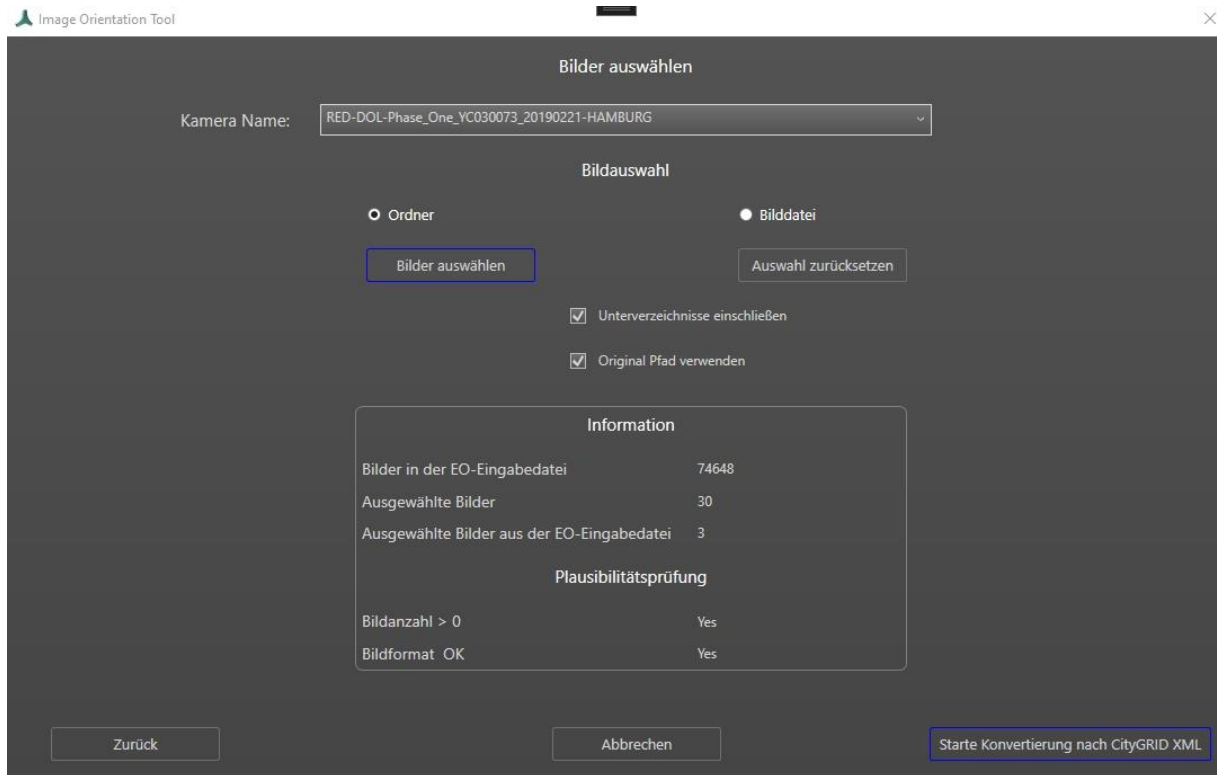 Image Orientation Tool
Bilder auswählen
Kamera Name: RED-DOL-Phase_One_YC030073_20190221-HAMBURG
Bildauswahl
Ordner Bilddatei
Bilder auswählen Auswahl zurücksetzen
Unterverzeichnisse einschließen
Original Pfad verwenden
Information
Bilder in der EO-Eingabedatei 74648
Ausgewählte Bilder 30
Ausgewählte Bilder aus der EO-Eingabedatei 3
Plausibilitätsprüfung
Bildanzahl > 0 Yes
Bildformat OK Yes
Zurück Abbrechen Starte Konvertierung nach CityGRID XML